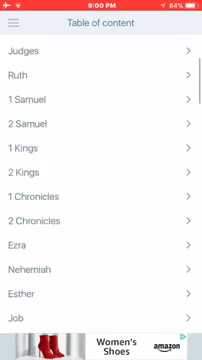 9:00 PM
84%
Table of content
Judges
Ruth
1 Samuel
2 Samuel
1 Kings
2 Kings
1 Chronicles
2 Chronicles
Ezra
Nehemiah
Esther
Job
Women's
Shoes
amazon